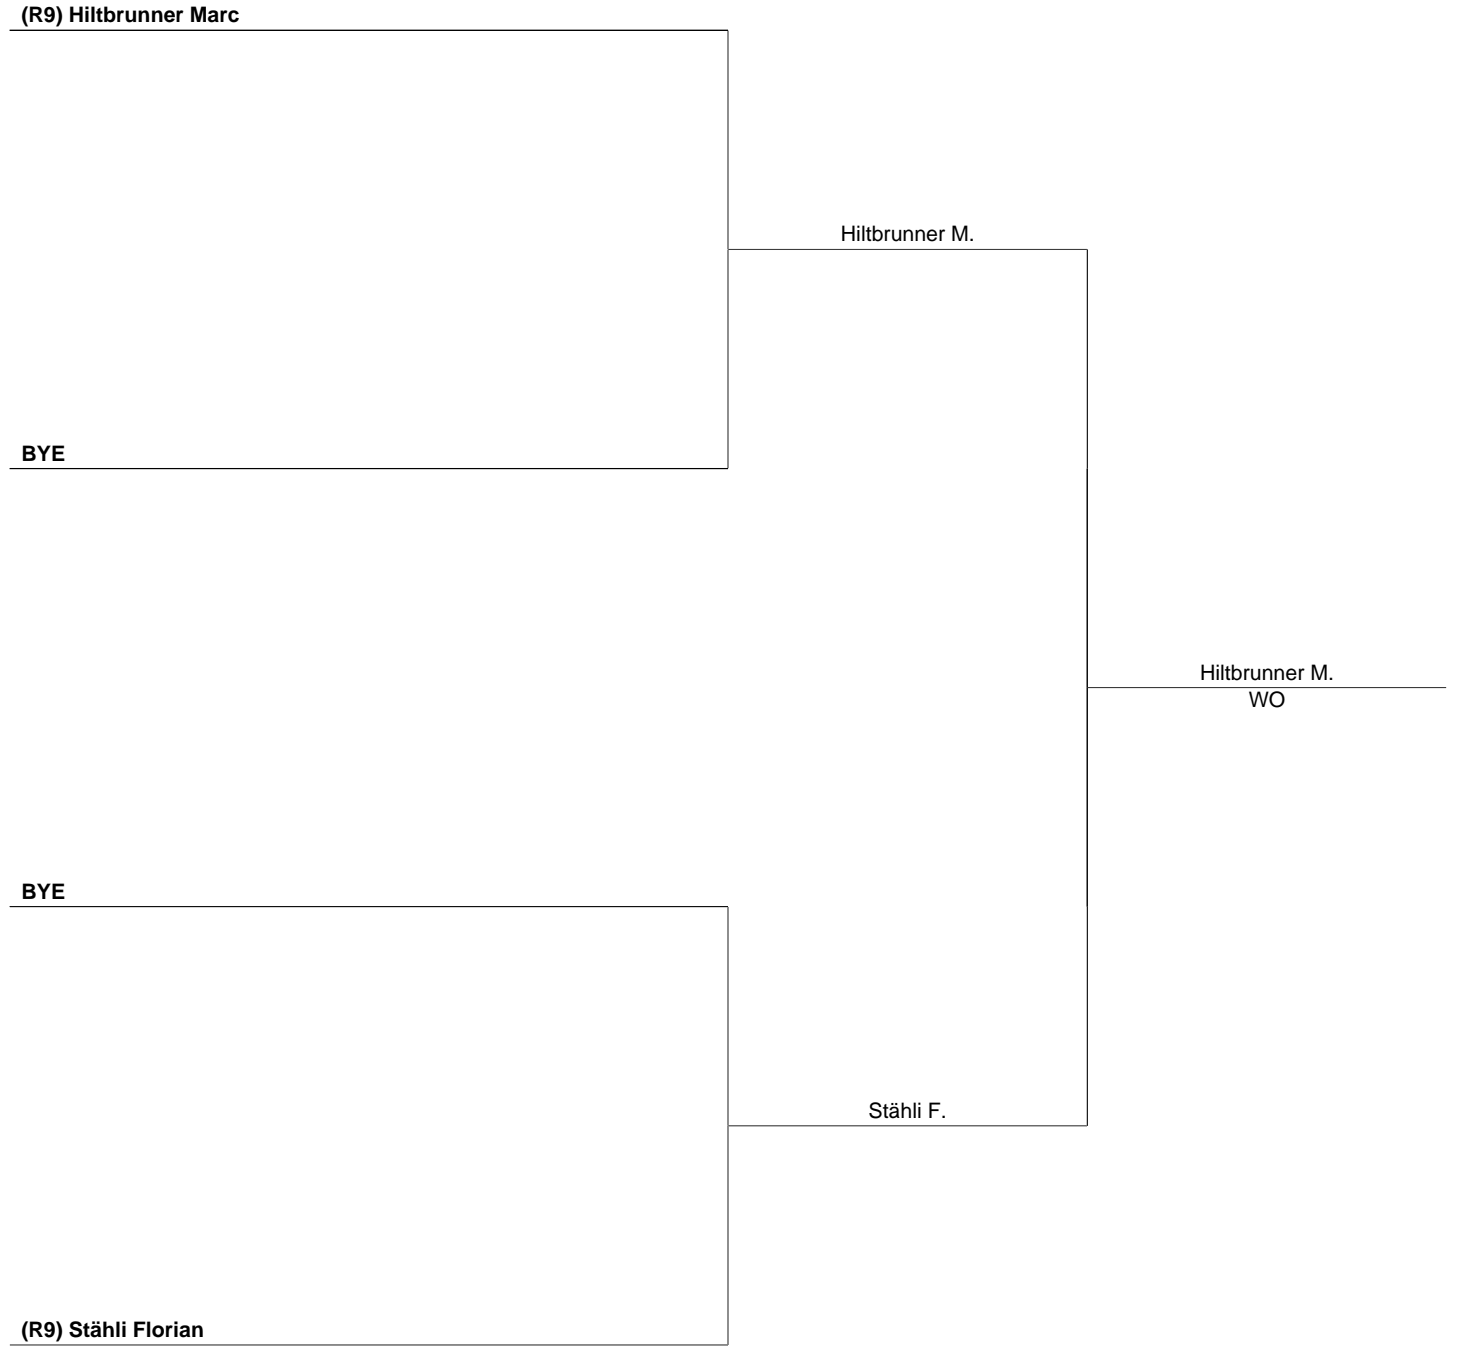 (R9) Hiltbrunner Marc
Hiltbrunner M.
BYE
Hiltbrunner M.
WO
BYE
Stähli F.
(R9) Stähli Florian